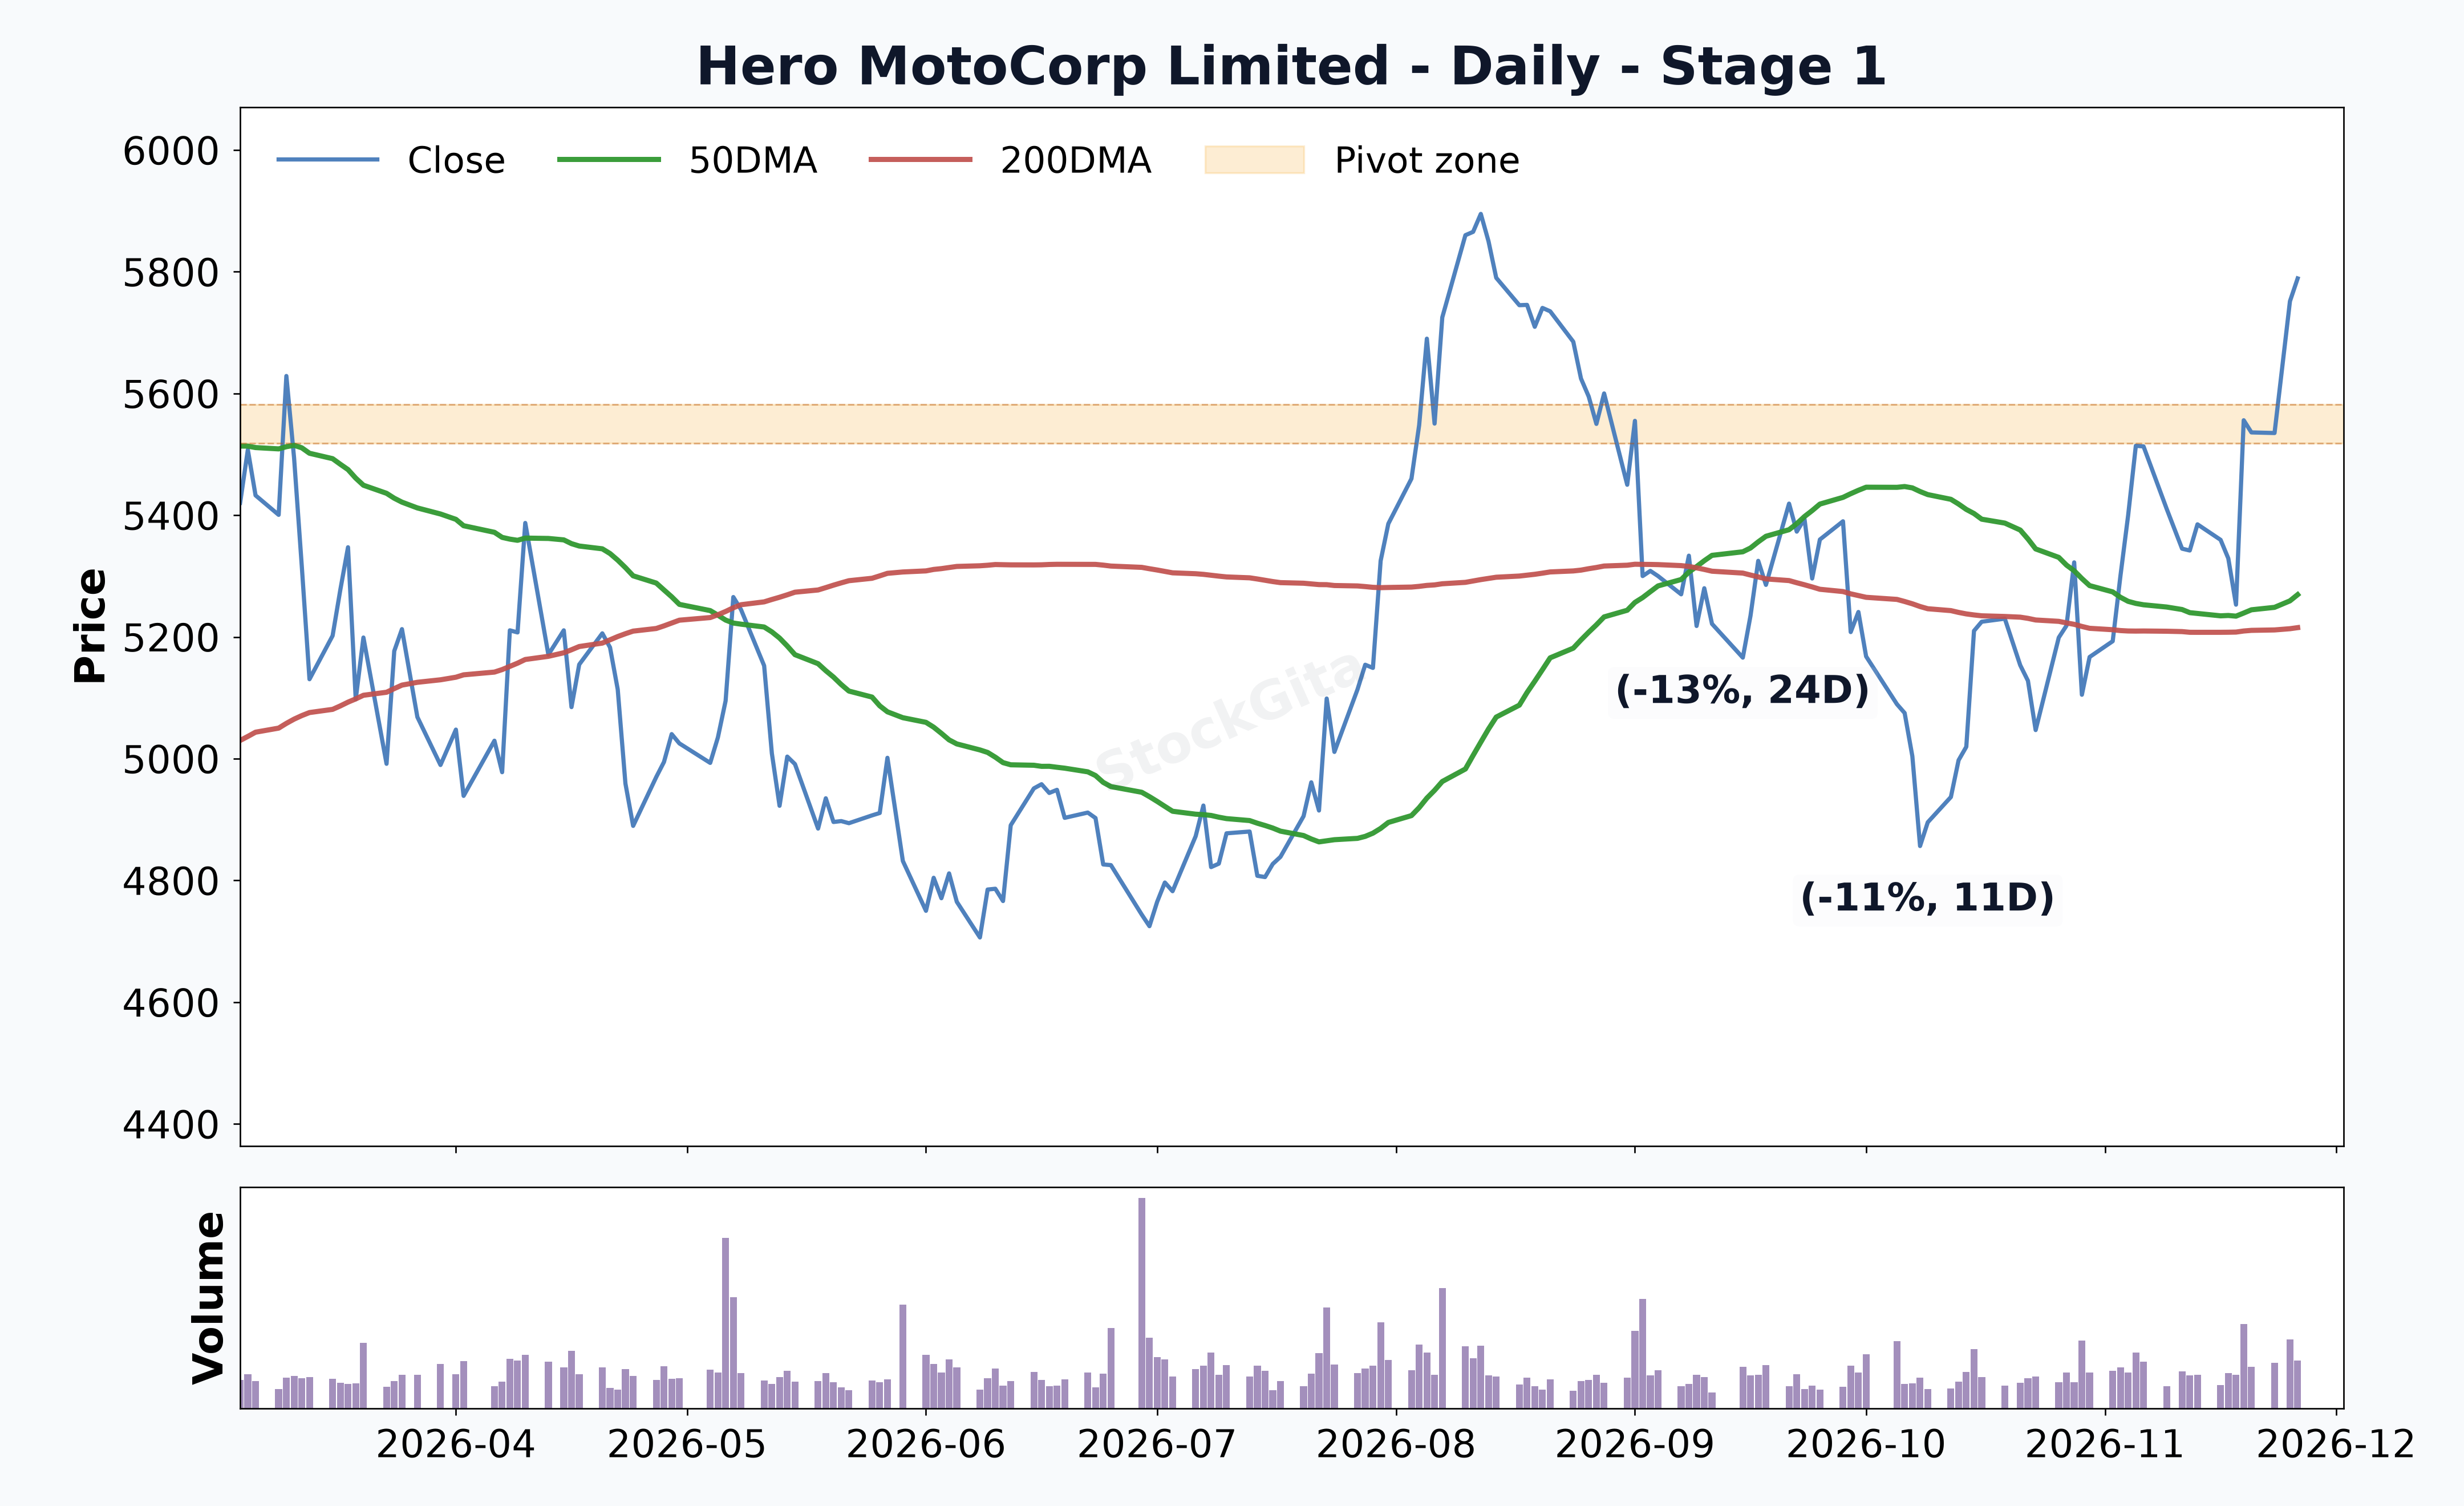 Hero MotoCorp Limited - Daily - Stage 1
Close 50DMA 200DMA Pivot zone
6000
5800
5600
5400
5200
5000
4800
4600
4400
Price
StockGita
(-13%, 24D)
(-11%, 11D)
Volume
2026-04 2026-05 2026-06 2026-07 2026-08 2026-09 2026-10 2026-11 2026-12